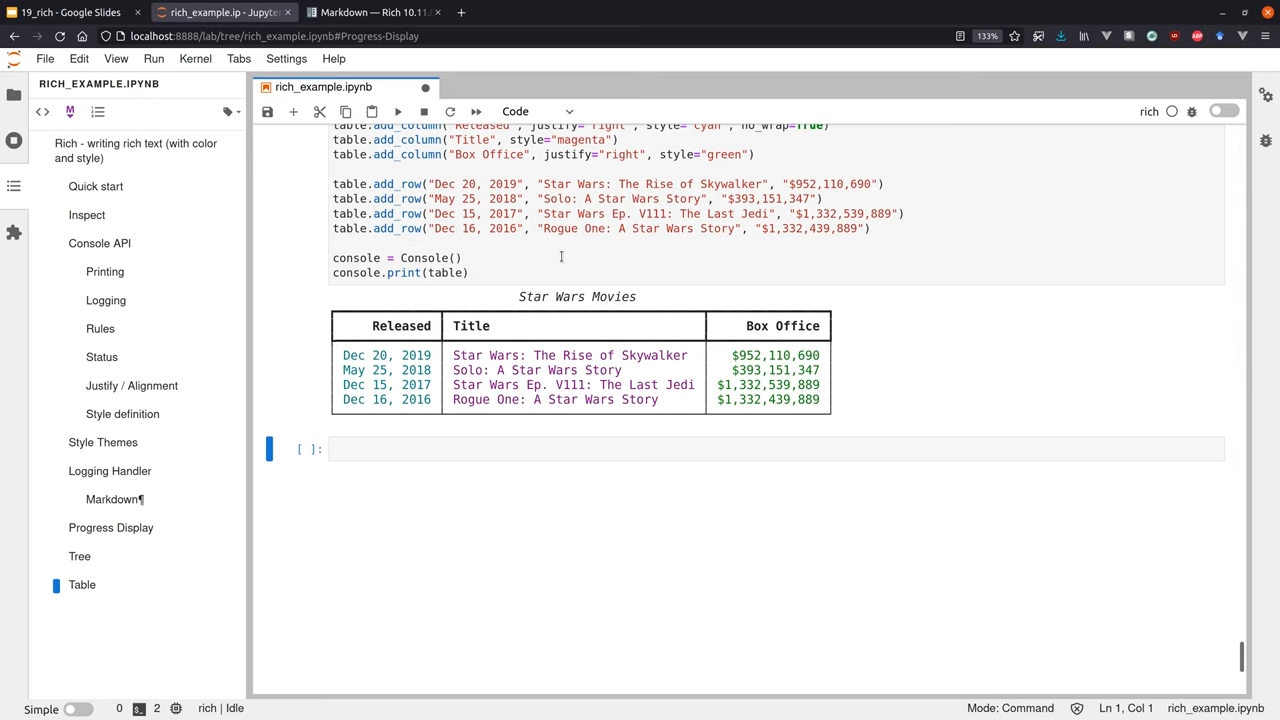 19_rich - Google Slides
rich_example.ip - Jupyter
Markdown — Rich 10.11.0
localhost:8888/lab/tree/rich_example.ipynb#Progress-Display
133%
File Edit View Run Kernel Tabs Settings Help
RICH_EXAMPLE.IPYNB
rich_example.ipynb
Code
rich
Rich - writing rich text (with color
and style)
Quick start
Inspect
Console API
Printing
Logging
Rules
Status
Justify / Alignment
Style definition
Style Themes
Logging Handler
Markdown¶
Progress Display
Tree
Table
table.add_column("Released", justify="right", style="cyan", no_wrap=True)
table.add_column("Title", style="magenta")
table.add_column("Box Office", justify="right", style="green")
table.add_row("Dec 20, 2019", "Star Wars: The Rise of Skywalker", "$952,110,690")
table.add_row("May 25, 2018", "Solo: A Star Wars Story", "$393,151,347")
table.add_row("Dec 15, 2017", "Star Wars Ep. V111: The Last Jedi", "$1,332,539,889")
table.add_row("Dec 16, 2016", "Rogue One: A Star Wars Story", "$1,332,439,889")
console = Console()
console.print(table)
Star Wars Movies
Released Title Box Office
Dec 20, 2019 Star Wars: The Rise of Skywalker $952,110,690
May 25, 2018 Solo: A Star Wars Story $393,151,347
Dec 15, 2017 Star Wars Ep. V111: The Last Jedi $1,332,539,889
Dec 16, 2016 Rogue One: A Star Wars Story $1,332,439,889
[ ]:
Simple 0 2 rich | Idle Mode: Command Ln 1, Col 1 rich_example.ipynb